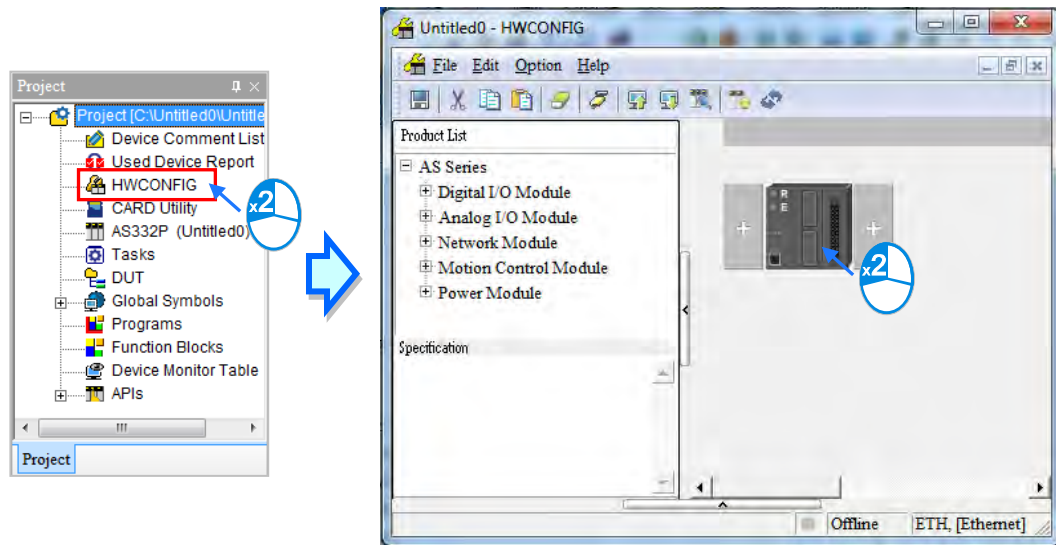 Project
Project [C:\Untitled0\Untitle
Device Comment List
Used Device Report
HWCONFIG
x2
CARD Utility
AS332P (Untitled0)
Tasks
DUT
Global Symbols
Programs
Function Blocks
Device Monitor Table
APIs
Project
Untitled0 - HWCONFIG
File Edit Option Help
Product List
AS Series
Digital I/O Module
Analog I/O Module
Network Module
Motion Control Module
Power Module
Specification
R
E
x2
Offline ETH, [Ethernet]